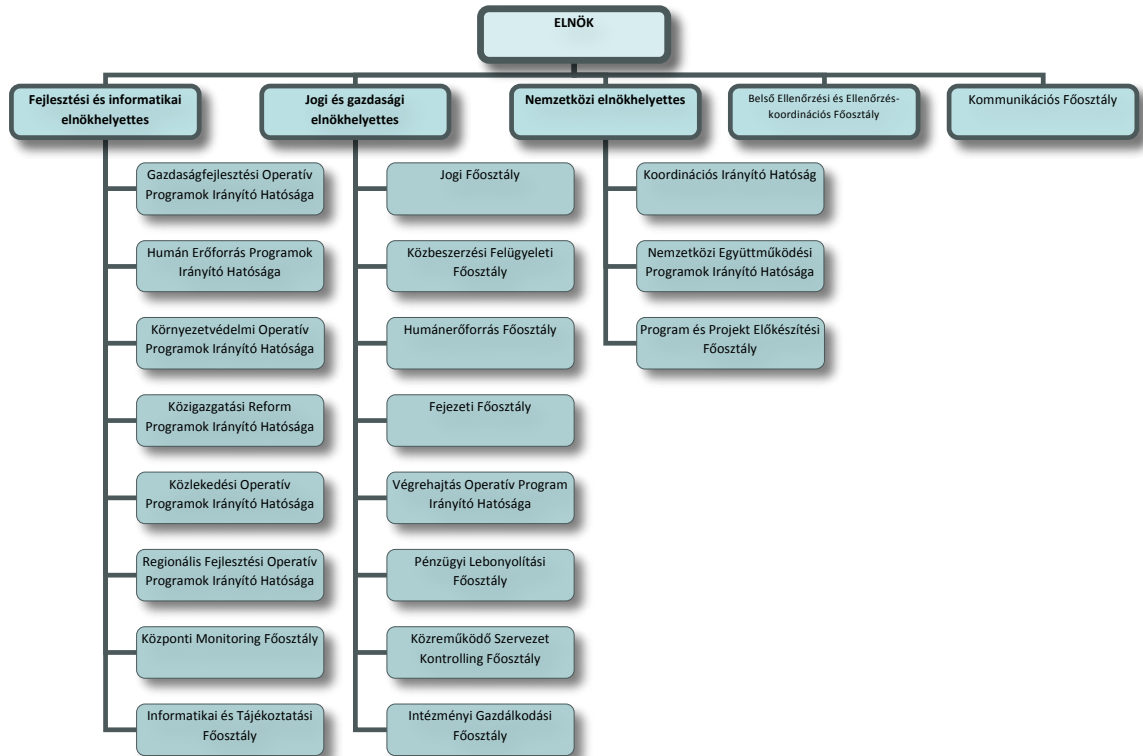 ELNÖK
Fejlesztési és informatikai
elnökhelyettes
Jogi és gazdasági
elnökhelyettes
Nemzetközi elnökhelyettes
Belső Ellenőrzési és Ellenőrzés-
koordinációs Főosztály
Kommunikációs Főosztály
Gazdaságfejlesztési Operatív
Programok Irányító Hatósága
Humán Erőforrás Programok
Irányító Hatósága
Környezetvédelmi Operatív
Programok Irányító Hatósága
Közigazgatási Reform
Programok Irányító Hatósága
Közlekedési Operatív
Programok Irányító Hatósága
Regionális Fejlesztési Operatív
Programok Irányító Hatósága
Központi Monitoring Főosztály
Informatikai és Tájékoztatási
Főosztály
Jogi Főosztály
Közbeszerzési Felügyeleti
Főosztály
Humánerőforrás Főosztály
Fejezeti Főosztály
Végrehajtás Operatív Program
Irányító Hatósága
Pénzügyi Lebonyolítási
Főosztály
Közreműködő Szervezet
Kontrolling Főosztály
Intézményi Gazdálkodási
Főosztály
Koordinációs Irányító Hatóság
Nemzetközi Együttműködési
Programok Irányító Hatósága
Program és Projekt Előkészítési
Főosztály